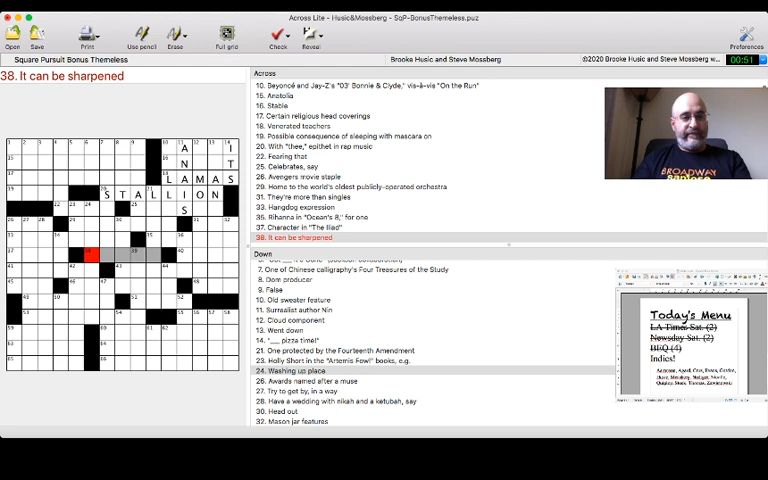 Across Lite - Husic&Mossberg - SqP-BonusThemeless.puz
Open
Save
Print
Use pencil
Erase
Full grid
Check
Reveal
Preferences
Square Pursuit Bonus Themeless
Brooke Husic and Steve Mossberg
©2020 Brooke Husic and Steve Mossberg w...
00:51
38. It can be sharpened
Across
10. Beyoncé and Jay-Z's "03' Bonnie & Clyde," vis-à-vis "On the Run"
15. Anatolia
16. Stable
17. Certain religious head coverings
18. Venerated teachers
19. Possible consequence of sleeping with mascara on
20. With "thee," epithet in rap music
22. Fearing that
25. Celebrates, say
26. Avengers movie staple
29. Home to the world's oldest publicly-operated orchestra
31. They're more than singles
33. Hangdog expression
35. Rihanna in "Ocean's 8," for one
37. Character in "The Iliad"
38. It can be sharpened
Down
7. One of Chinese calligraphy's Four Treasures of the Study
8. Dom producer
9. False
10. Old sweater feature
11. Surrealist author Nin
12. Cloud component
13. Went down
14. "___ pizza time!"
21. One protected by the Fourteenth Amendment
23. Holly Short in the "Artemis Fowl" books, e.g.
24. Washing up place
26. Awards named after a muse
27. Try to get by, in a way
28. Have a wedding with nikah and a ketubah, say
30. Head out
32. Mason jar features
A N A I S
I T S
L L A M A S
S T A L L I O N
BROADWAY
Today's Menu
LA Times Sat. (2)
Newsday Sat. (2)
BEQ (4)
Indies!